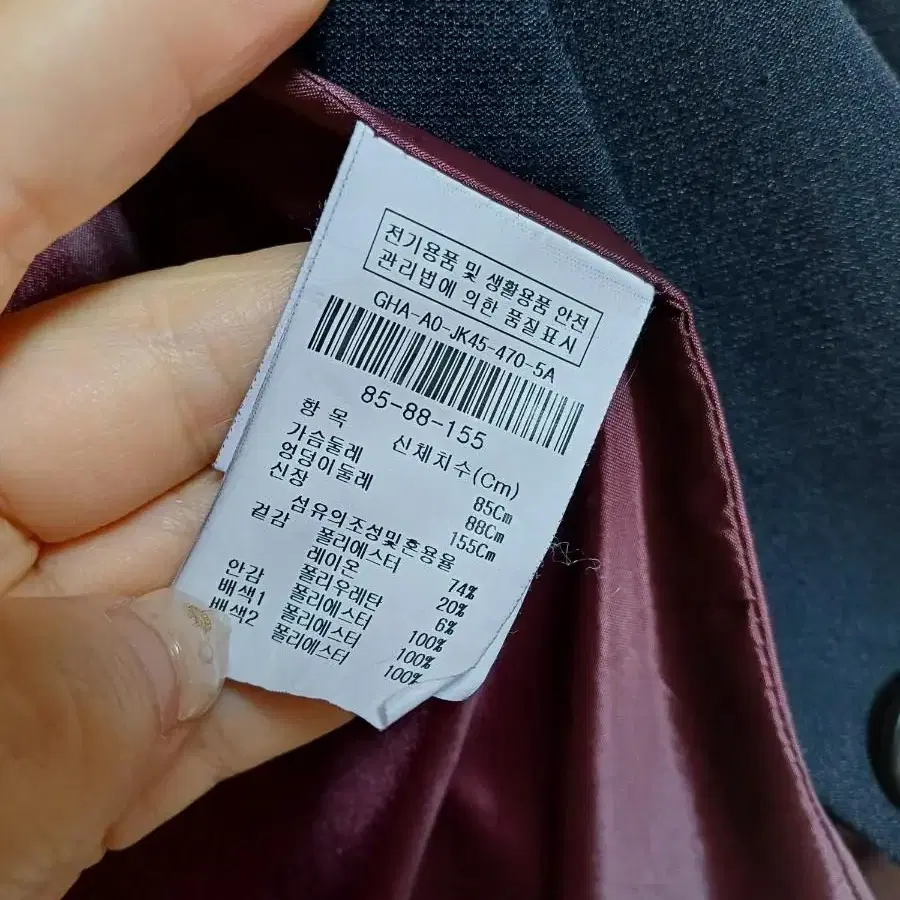 전기용품 및 생활용품 안전
관리법에 의한 품질표시
GHA-A0-JK45-470-5A
85-88-155
항 목 신체치수(Cm)
가슴둘레 85Cm
엉덩이둘레 88Cm
신장 155Cm
섬유의조성및혼용율
겉감 폴리에스터 74%
레이온 20%
폴리우레탄 6%
안감 폴리에스터 100%
배색1 폴리에스터 100%
배색2 폴리에스터 100%